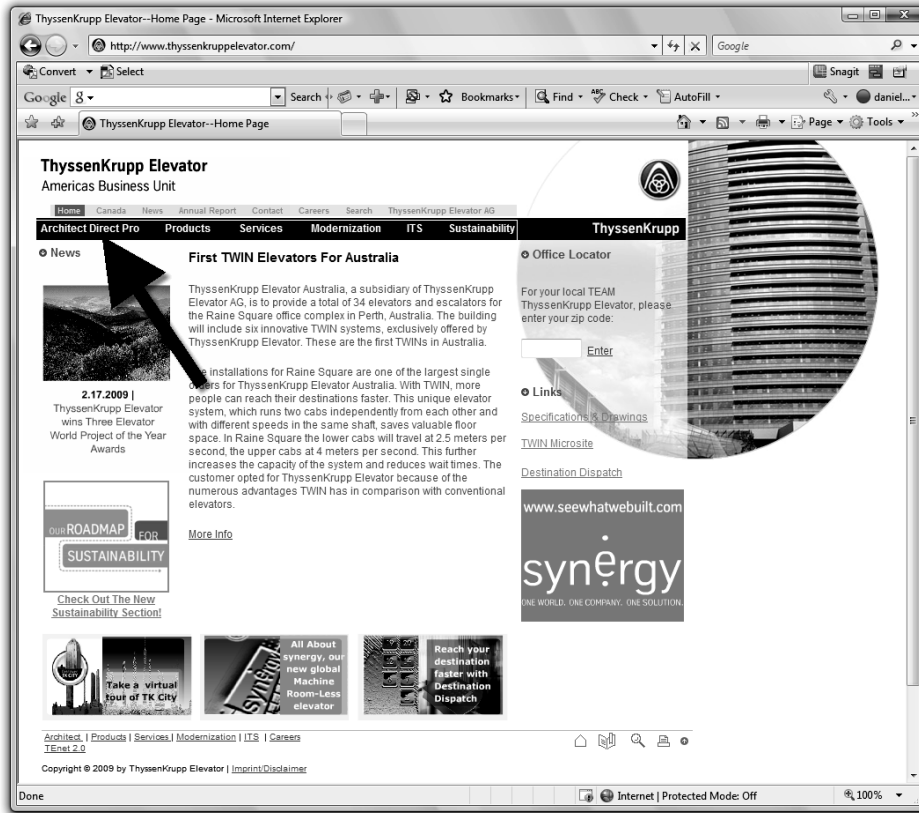 ThyssenKrupp Elevator--Home Page - Microsoft Internet Explorer
http://www.thyssenkruppelevator.com/
Google
Convert Select
Snagit
Google
Search
Bookmarks
Find
Check
AutoFill
daniel...
ThyssenKrupp Elevator--Home Page
Page
Tools
ThyssenKrupp Elevator
Americas Business Unit
Home Canada News Annual Report Contact Careers Search ThyssenKrupp Elevator AG
Architect Direct Pro Products Services Modernization ITS Sustainability ThyssenKrupp
News
2.17.2009 |
ThyssenKrupp Elevator
wins Three Elevator
World Project of the Year
Awards
OUR ROADMAP FOR
SUSTAINABILITY
Check Out The New
Sustainability Section!
First TWIN Elevators For Australia
ThyssenKrupp Elevator Australia, a subsidiary of ThyssenKrupp
Elevator AG, is to provide a total of 34 elevators and escalators for
the Raine Square office complex in Perth, Australia. The building
will include six innovative TWIN systems, exclusively offered by
ThyssenKrupp Elevator. These are the first TWINs in Australia.
installations for Raine Square are one of the largest single
for ThyssenKrupp Elevator Australia. With TWIN, more
people can reach their destinations faster. This unique elevator
system, which runs two cabs independently from each other and
with different speeds in the same shaft, saves valuable floor
space. In Raine Square the lower cabs will travel at 2.5 meters per
second, the upper cabs at 4 meters per second. This further
increases the capacity of the system and reduces wait times. The
customer opted for ThyssenKrupp Elevator because of the
numerous advantages TWIN has in comparison with conventional
elevators.
More Info
Office Locator
For your local TEAM
ThyssenKrupp Elevator, please
enter your zip code:
Enter
Links
Specifications & Drawings
TWIN Microsite
Destination Dispatch
www.seewhatwebuilt.com
synergy
ONE WORLD. ONE COMPANY. ONE SOLUTION.
Take a virtual
tour of TK City
All About
synergy, our
new global
Machine
Room-Less
elevator
Reach your
destination
faster with
Destination
Dispatch
Architect | Products | Services | Modernization | ITS | Careers
TEnet 2.0
Copyright © 2009 by ThyssenKrupp Elevator | Imprint/Disclaimer
Done
Internet | Protected Mode: Off
100%